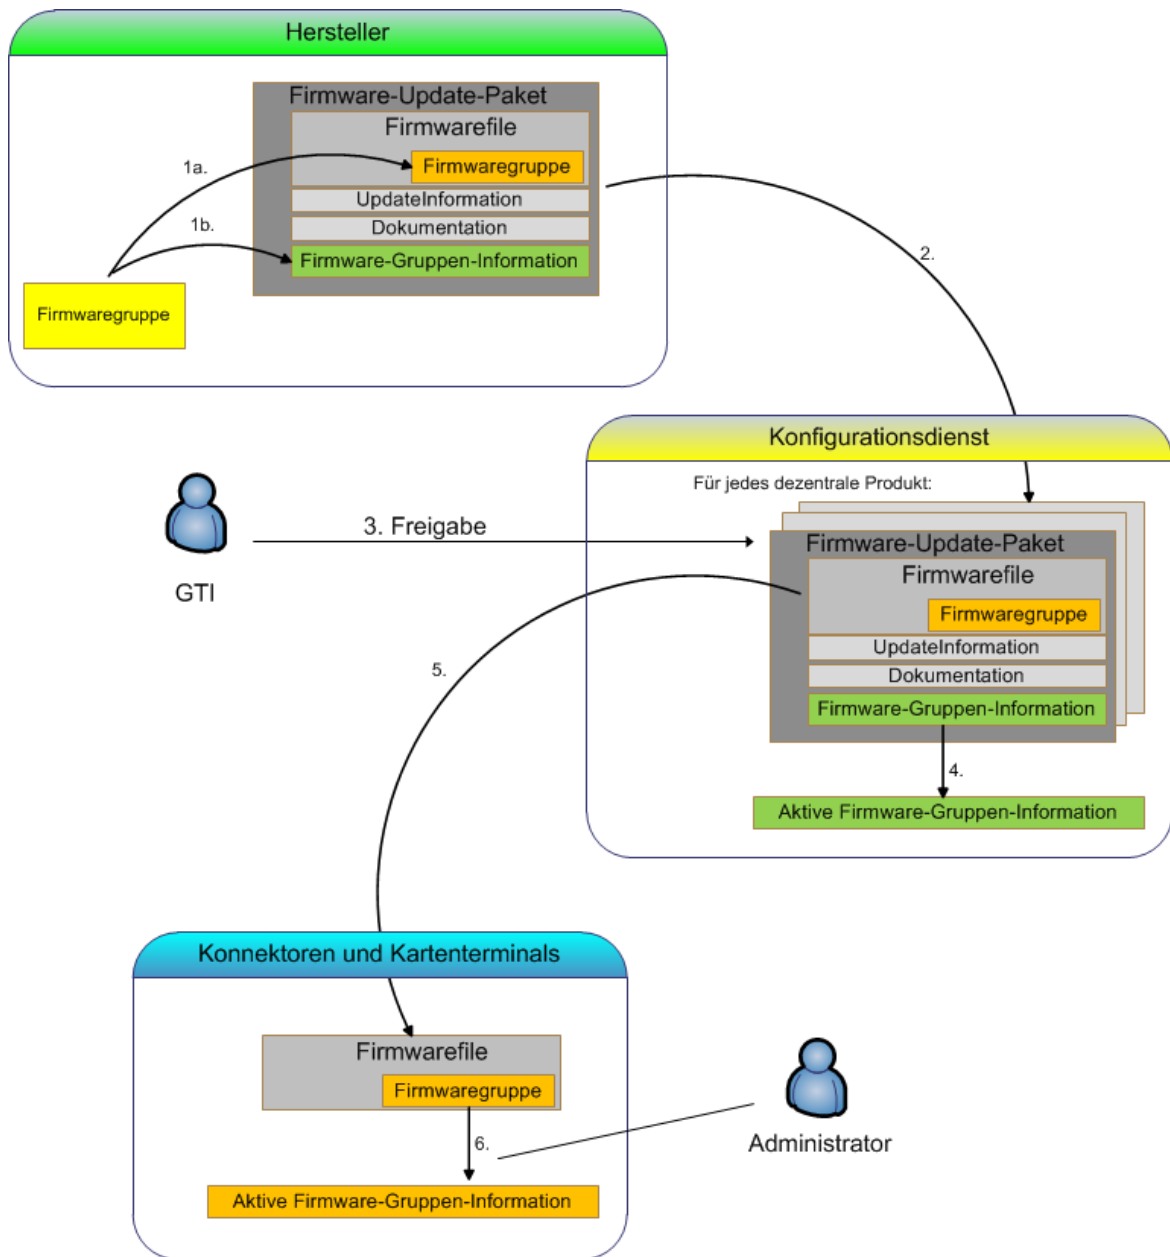 Hersteller
Firmware-Update-Paket
Firmwarefile
1a.
Firmwaregruppe
UpdateInformation
1b.
Dokumentation
Firmware-Gruppen-Information
Firmwaregruppe
2.
Konfigurationsdienst
Für jedes dezentrale Produkt:
3. Freigabe
GTI
Firmware-Update-Paket
Firmwarefile
Firmwaregruppe
UpdateInformation
Dokumentation
Firmware-Gruppen-Information
5.
4.
Aktive Firmware-Gruppen-Information
Konnektoren und Kartenterminals
Firmwarefile
Firmwaregruppe
6.
Administrator
Aktive Firmware-Gruppen-Information